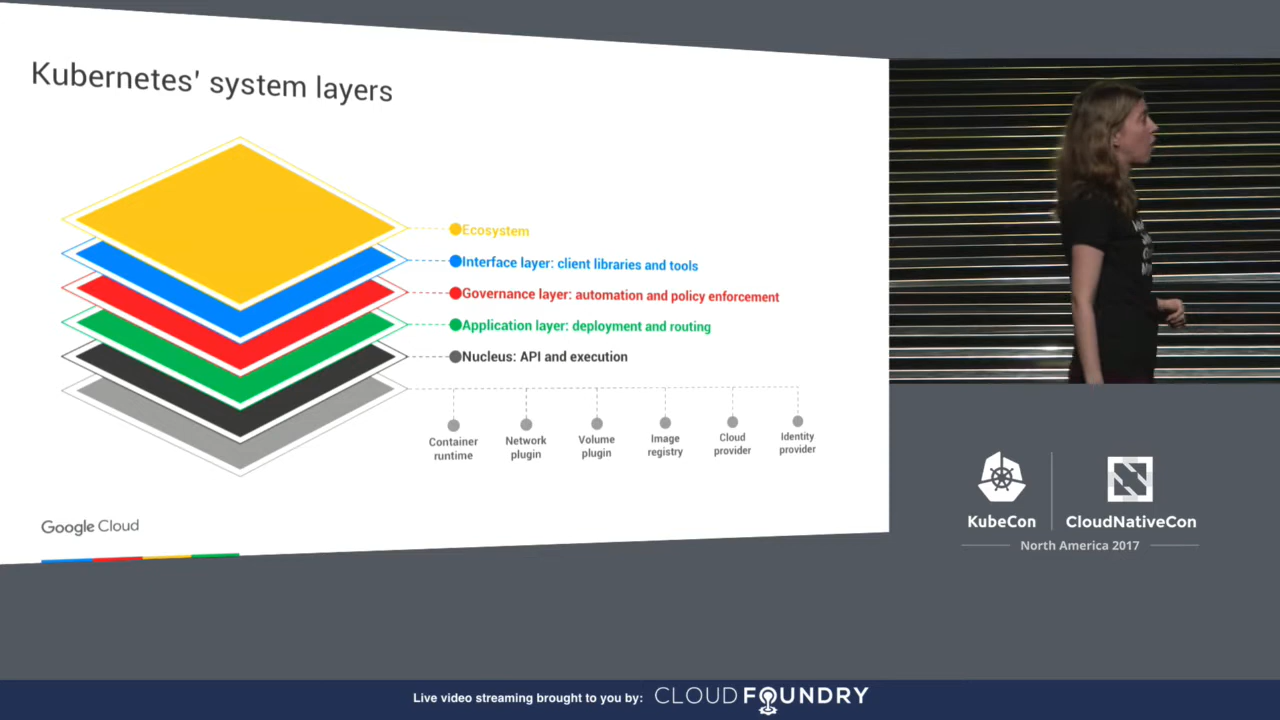 Kubernetes' system layers
Ecosystem
Interface layer: client libraries and tools
Governance layer: automation and policy enforcement
Application layer: deployment and routing
Nucleus: API and execution
Container
runtime
Network
plugin
Volume
plugin
Image
registry
Cloud
provider
Identity
provider
Google Cloud
KubeCon
CloudNativeCon
North America 2017
Live video streaming brought to you by: CLOUD FOUNDRY